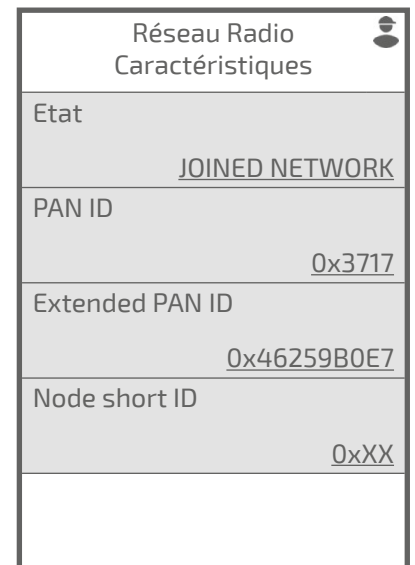 Réseau Radio
Caractéristiques
Etat
JOINED NETWORK
PAN ID
0x3717
Extended PAN ID
0x46259B0E7
Node short ID
0xXX